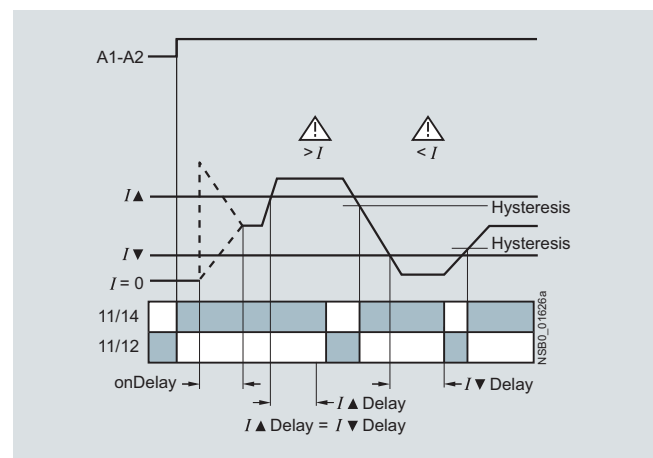 A1-A2
> I
< I
I ▲
Hysteresis
Hysteresis
I ▼
I = 0
11/14
11/12
NSB0_01626a
onDelay
I ▼ Delay
I ▲ Delay
I ▲ Delay = I ▼ Delay